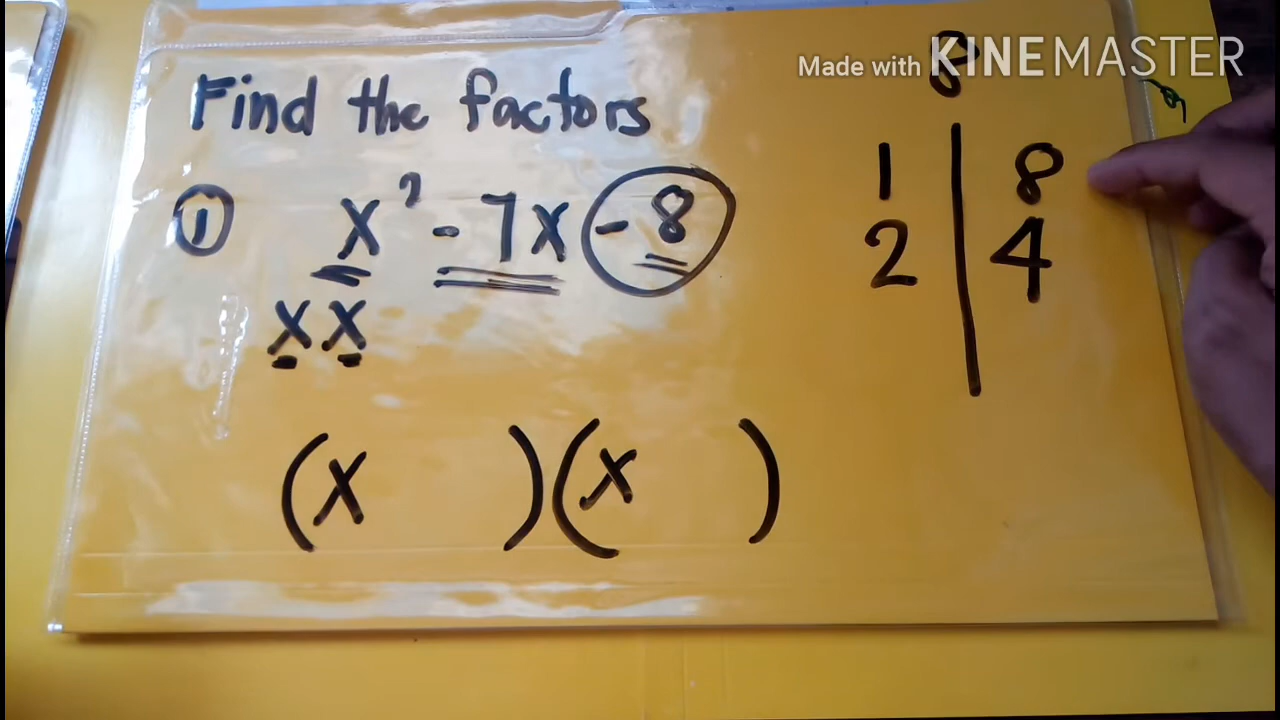 Made with KINEMASTER
8
Find the factors
1 8
① x² - 7x - 8
2 4
x x
(x )(x )